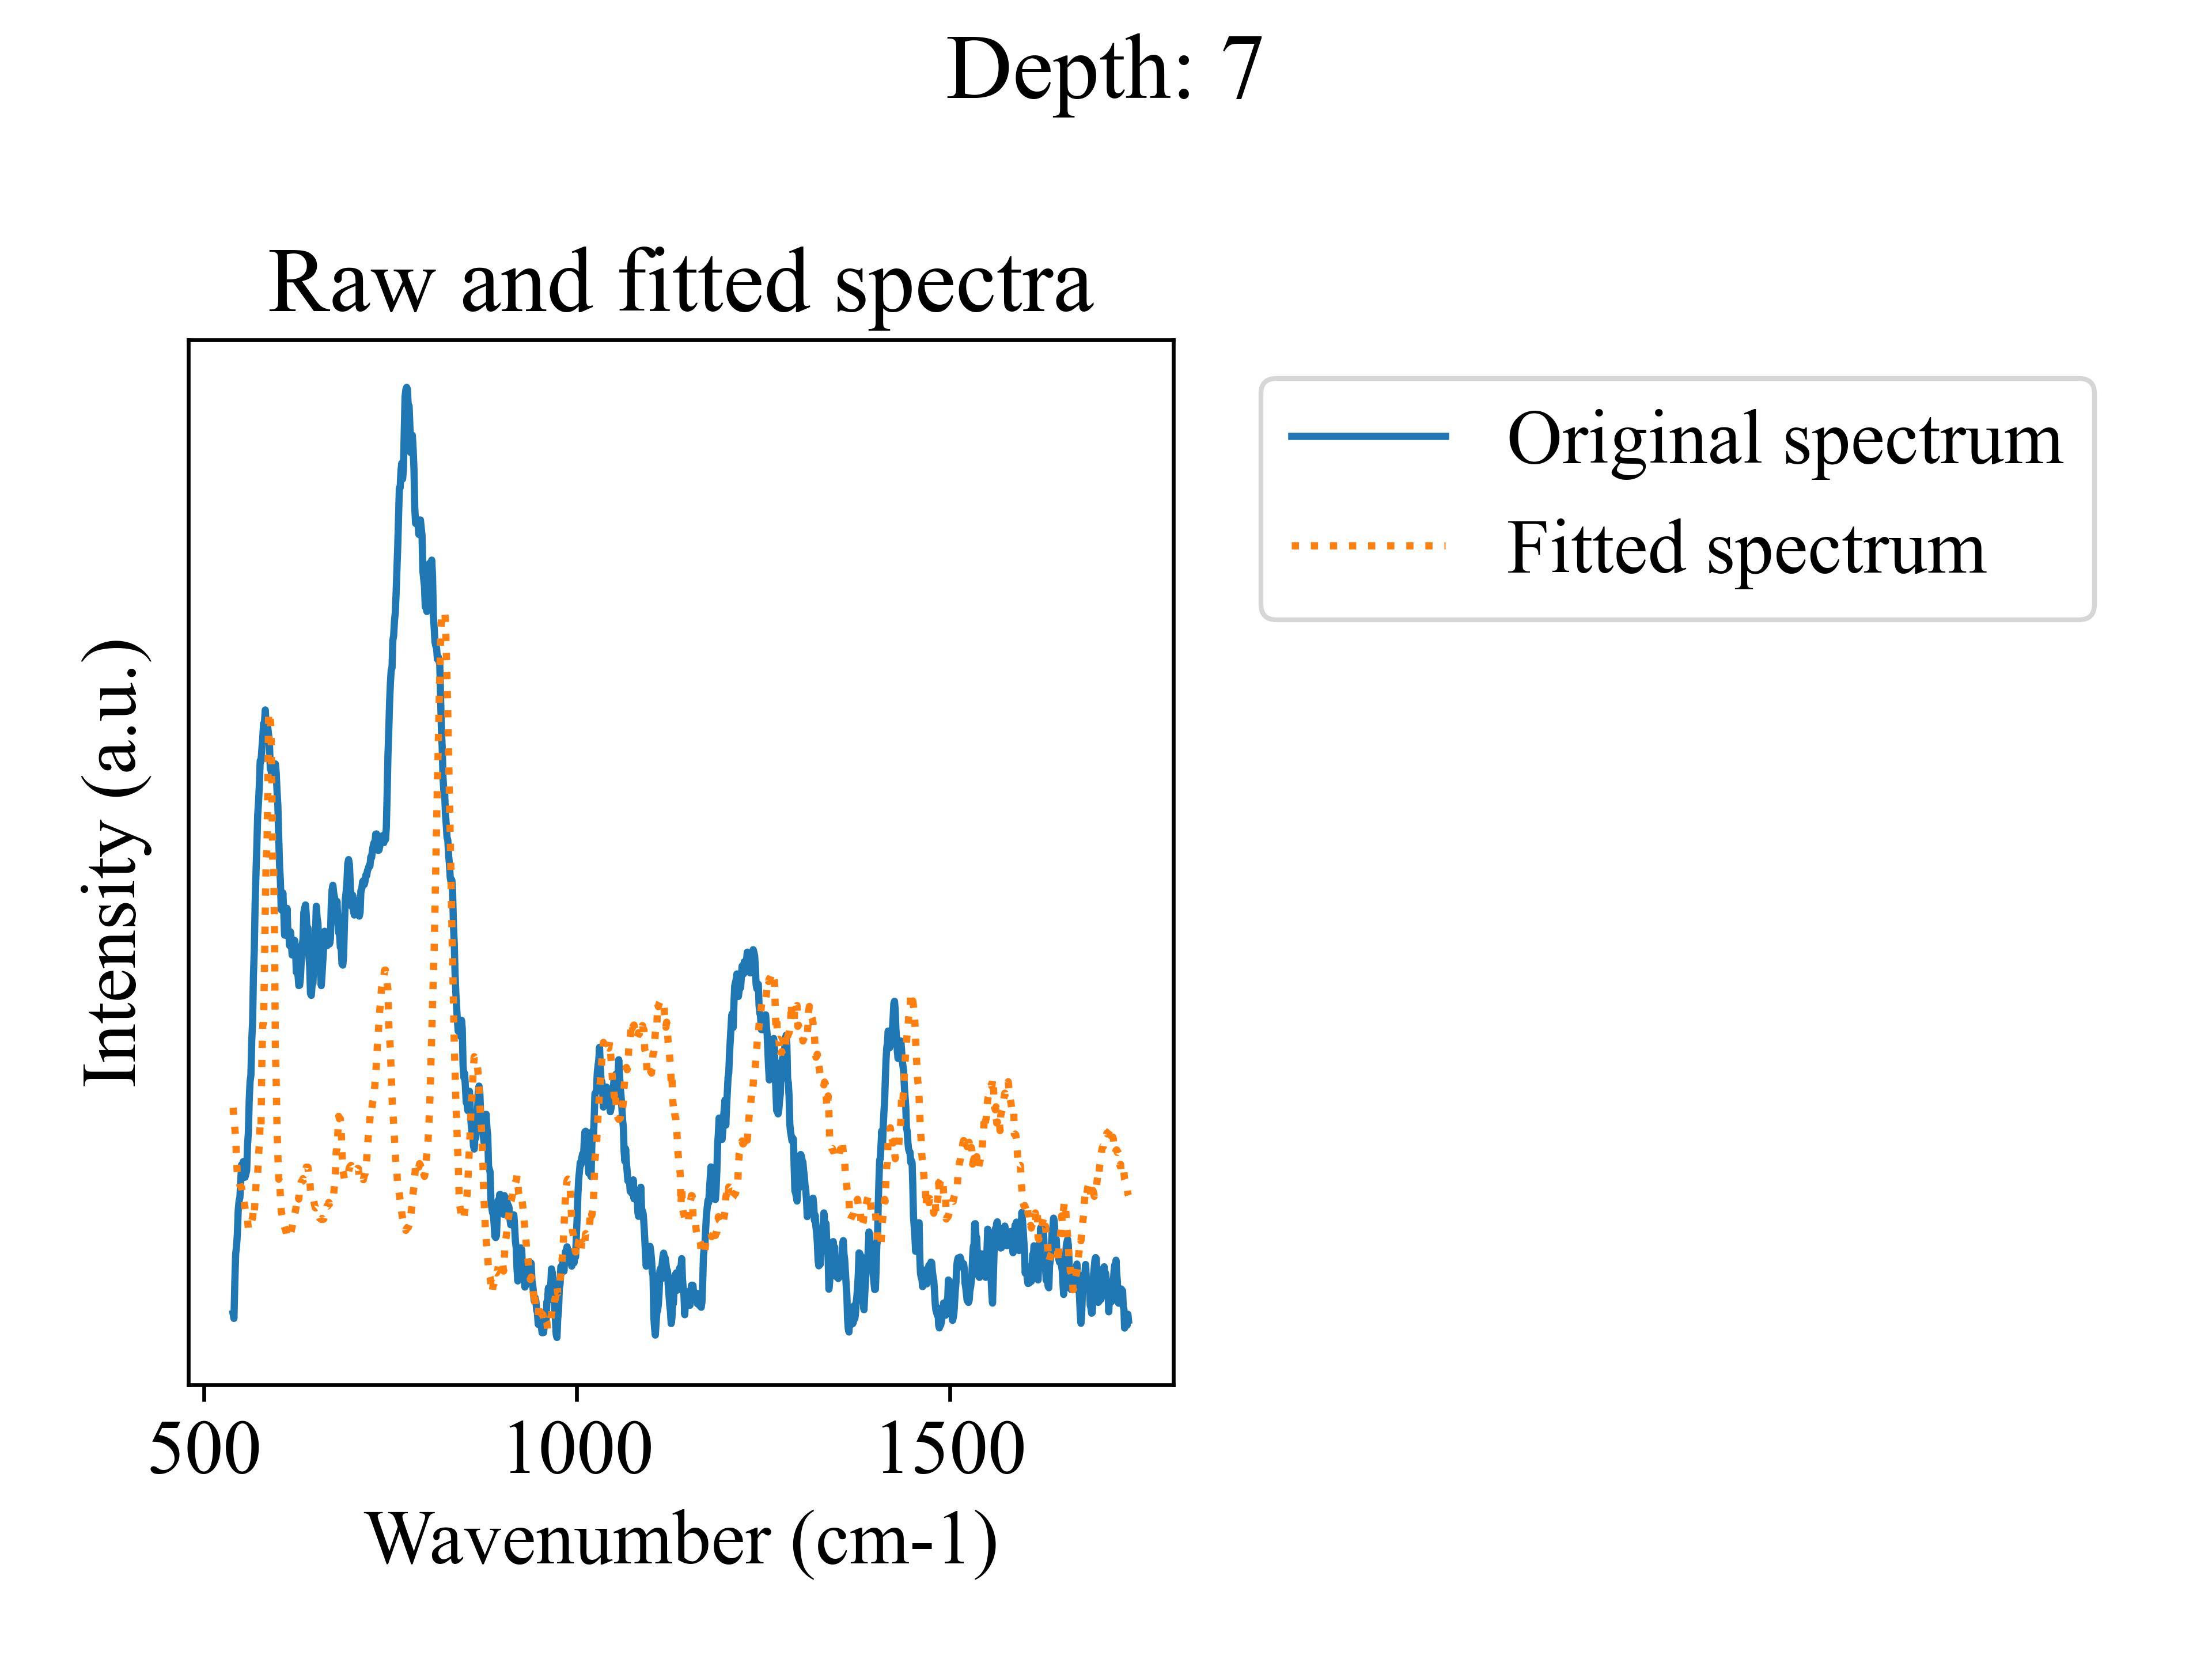 Depth: 7
Raw and fitted spectra
Original spectrum
Fitted spectrum
Intensity (a.u.)
500 1000 1500
Wavenumber (cm-1)